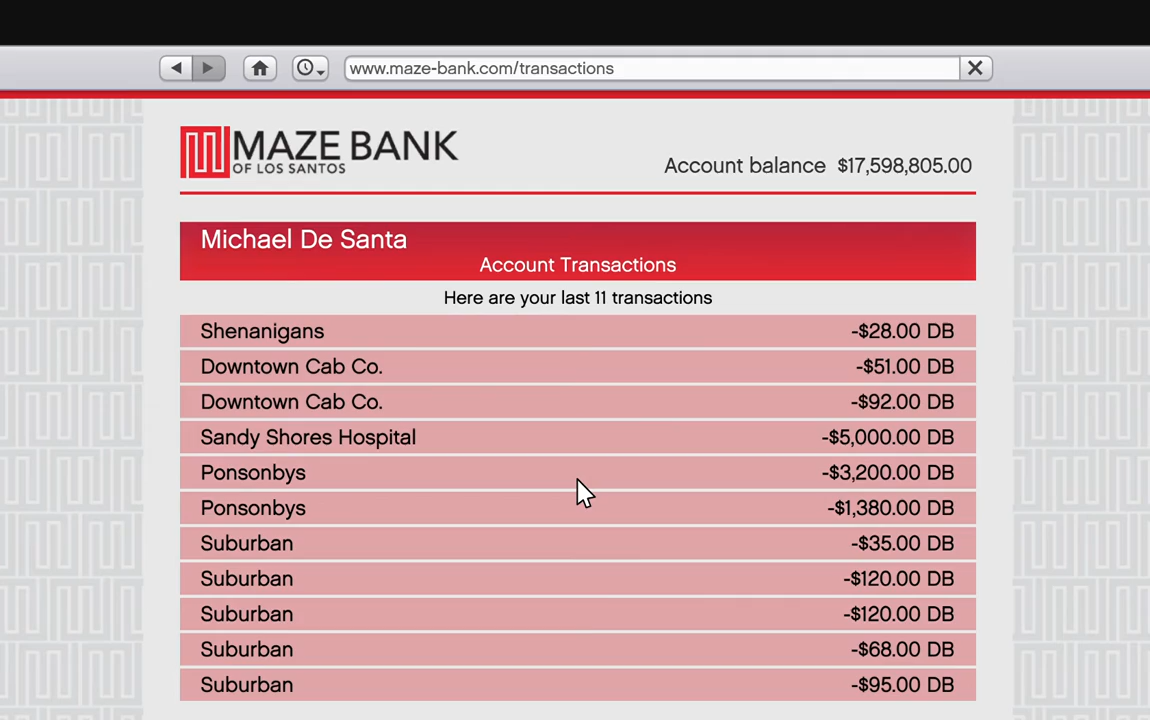 www.maze-bank.com/transactions
MAZE BANK
OF LOS SANTOS
Account balance $17,598,805.00
Michael De Santa
Account Transactions
Here are your last 11 transactions
Shenanigans -$28.00 DB
Downtown Cab Co. -$51.00 DB
Downtown Cab Co. -$92.00 DB
Sandy Shores Hospital -$5,000.00 DB
Ponsonbys -$3,200.00 DB
Ponsonbys -$1,380.00 DB
Suburban -$35.00 DB
Suburban -$120.00 DB
Suburban -$120.00 DB
Suburban -$68.00 DB
Suburban -$95.00 DB